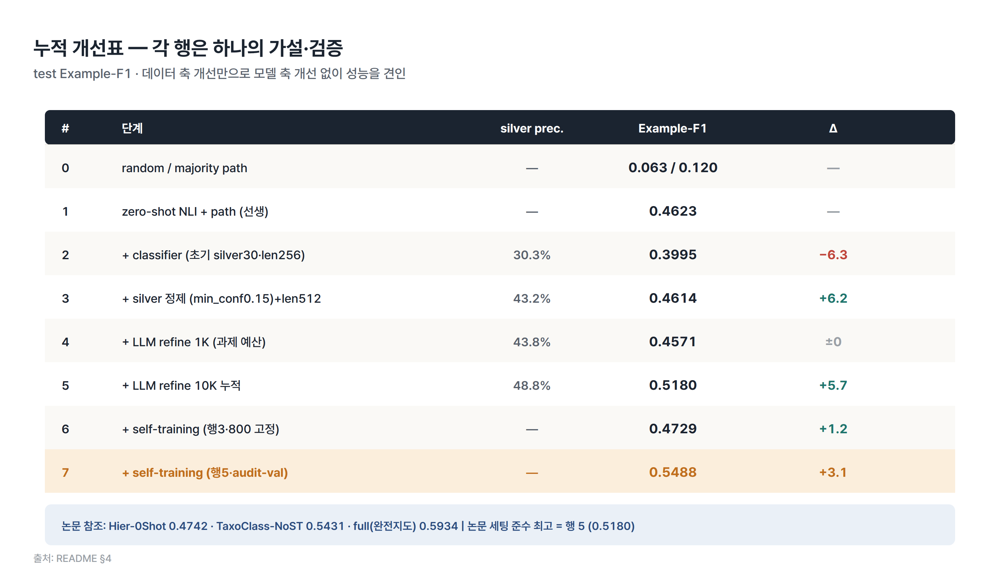 누적 개선표 — 각 행은 하나의 가설·검증
test Example-F1 · 데이터 축 개선만으로 모델 축 개선 없이 성능을 견인
# 단계 silver prec. Example-F1 Δ
0 random / majority path — 0.063 / 0.120 —
1 zero-shot NLI + path (선생) — 0.4623 —
2 + classifier (초기 silver30·len256) 30.3% 0.3995 −6.3
3 + silver 정제 (min_conf0.15)+len512 43.2% 0.4614 +6.2
4 + LLM refine 1K (과제 예산) 43.8% 0.4571 ±0
5 + LLM refine 10K 누적 48.8% 0.5180 +5.7
6 + self-training (행3·800 고정) — 0.4729 +1.2
7 + self-training (행5·audit-val) — 0.5488 +3.1
논문 참조: Hier-0Shot 0.4742 · TaxoClass-NoST 0.5431 · full(완전지도) 0.5934 | 논문 세팅 준수 최고 = 행 5 (0.5180)
출처: README §4